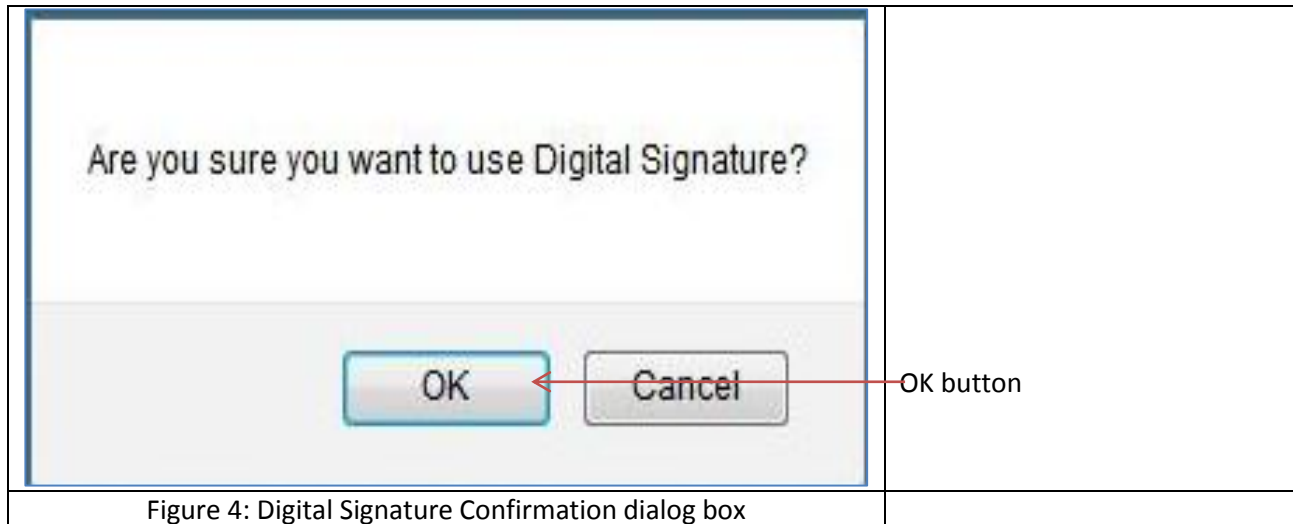 Are you sure you want to use Digital Signature?
OK
Cancel
OK button
Figure 4: Digital Signature Confirmation dialog box